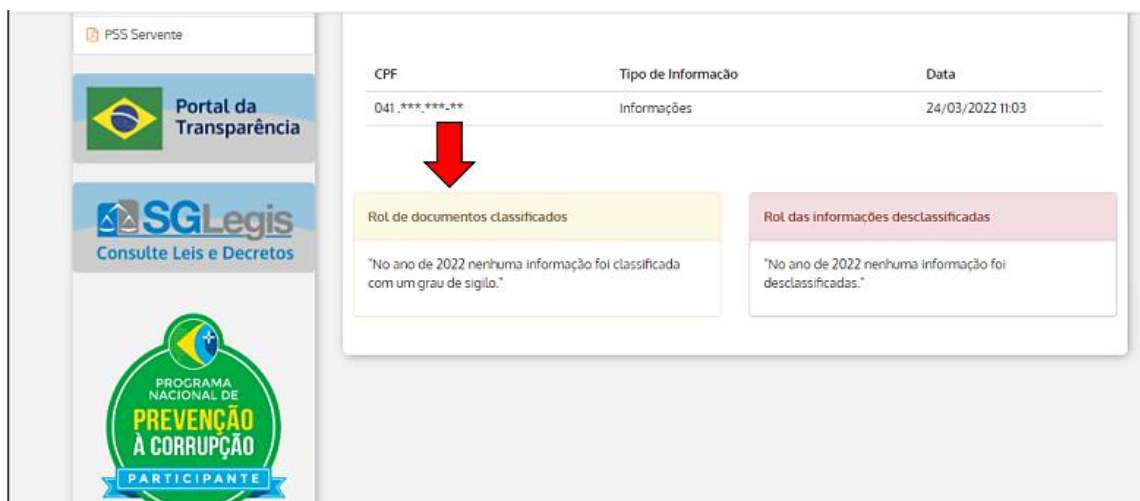 PSS Servente
Portal da
Transparência
SGLegis
Consulte Leis e Decretos
PROGRAMA
NACIONAL DE
PREVENÇÃO
À CORRUPÇÃO
PARTICIPANTE
CPF Tipo de Informação Data
041.***.***-** Informações 24/03/2022 11:03
Rol de documentos classificados
"No ano de 2022 nenhuma informação foi classificada
com um grau de sigilo."
Rol das informações desclassificadas
"No ano de 2022 nenhuma informação foi
desclassificadas."